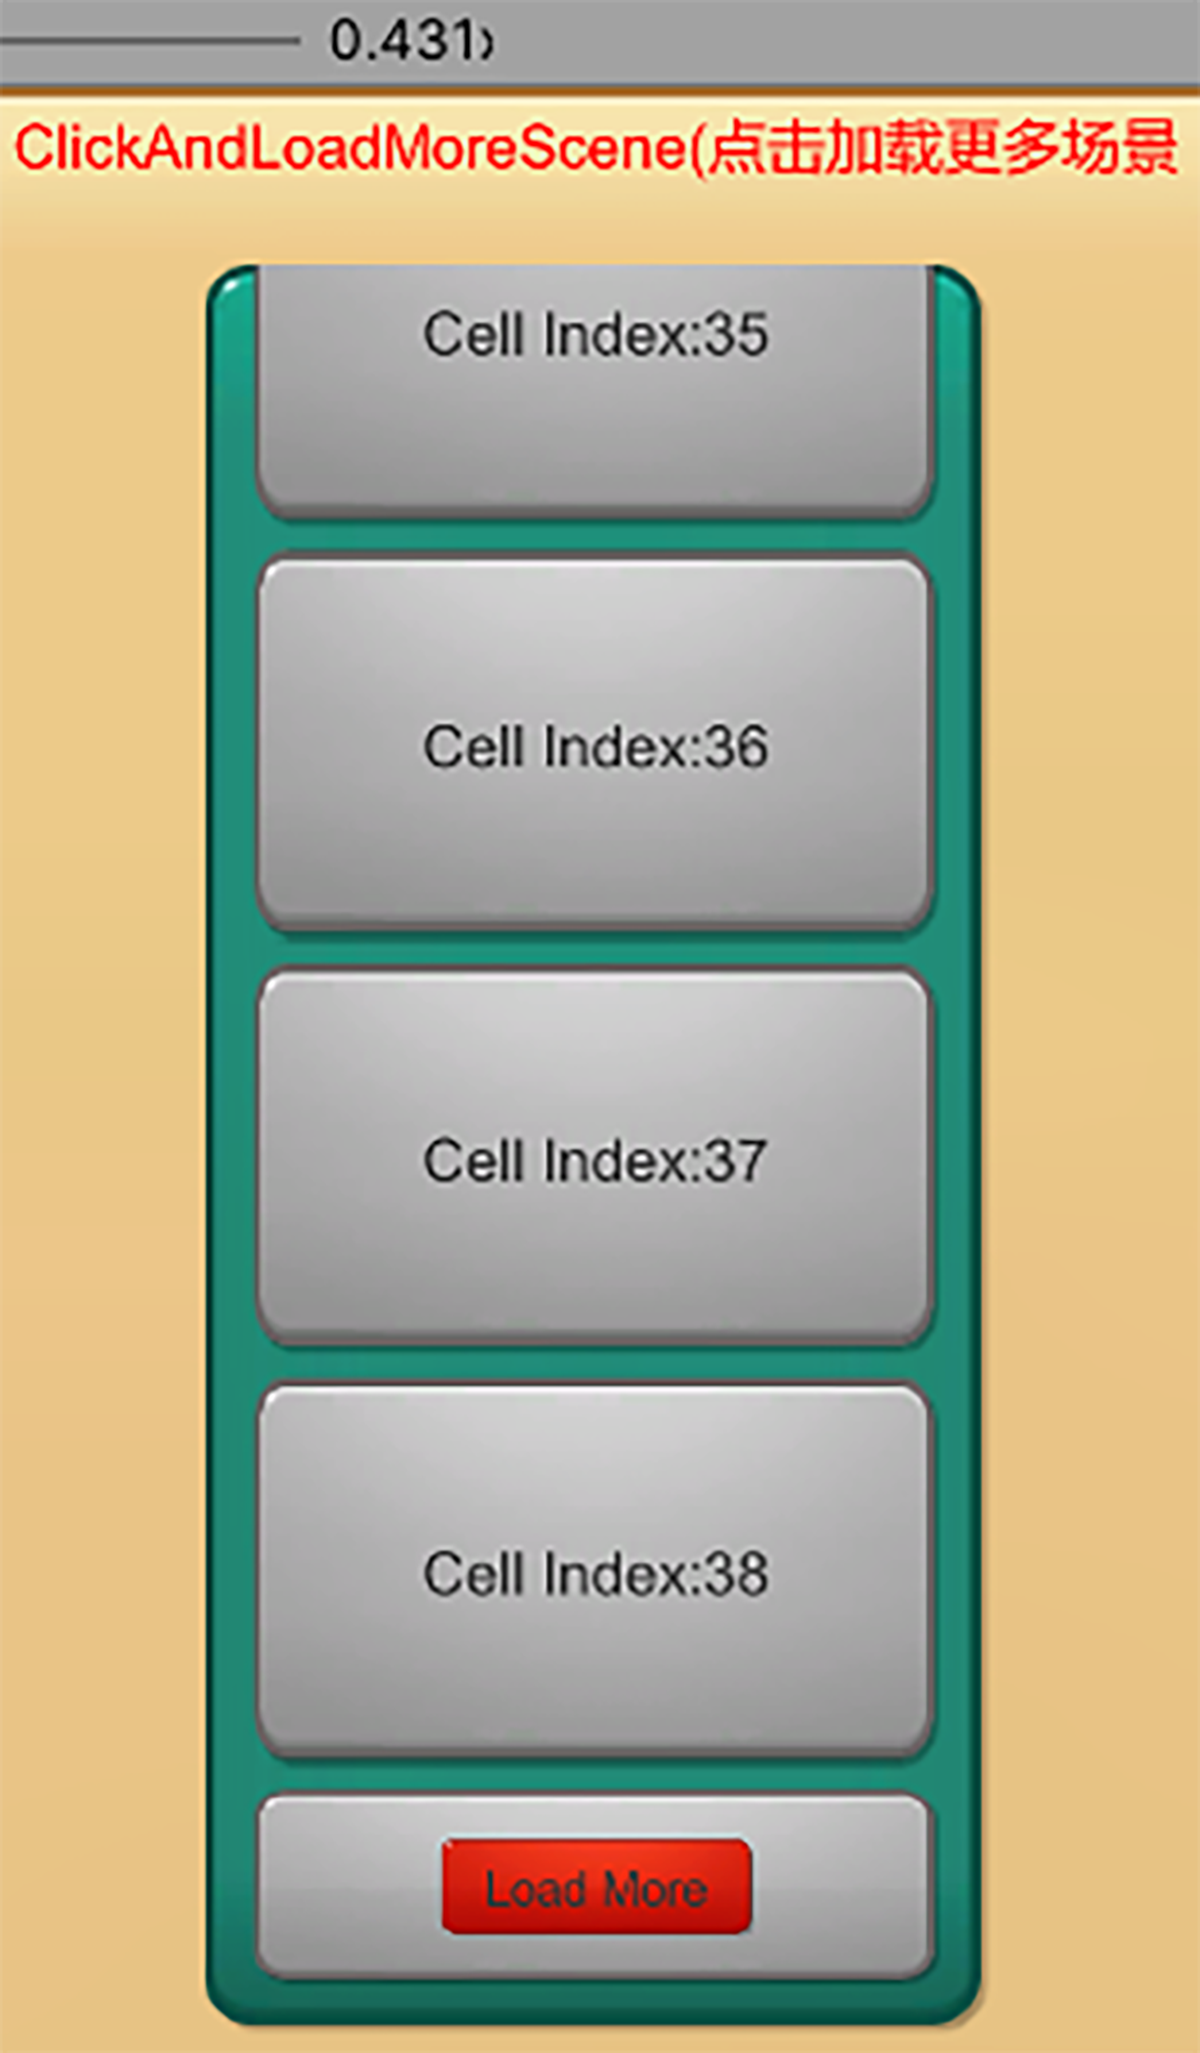 0.431x
ClickAndLoadMoreScene(点击加载更多场景
Cell Index:35
Cell Index:36
Cell Index:37
Cell Index:38
Load More